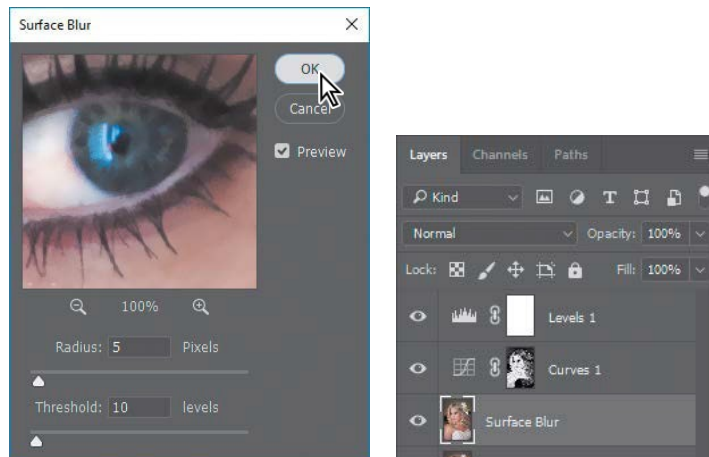 Surface Blur
OK
Cancel
Preview
100%
Radius: 5 Pixels
Threshold: 10 levels
Layers Channels Paths
Kind
Normal Opacity: 100%
Lock: Fill: 100%
Levels 1
Curves 1
Surface Blur